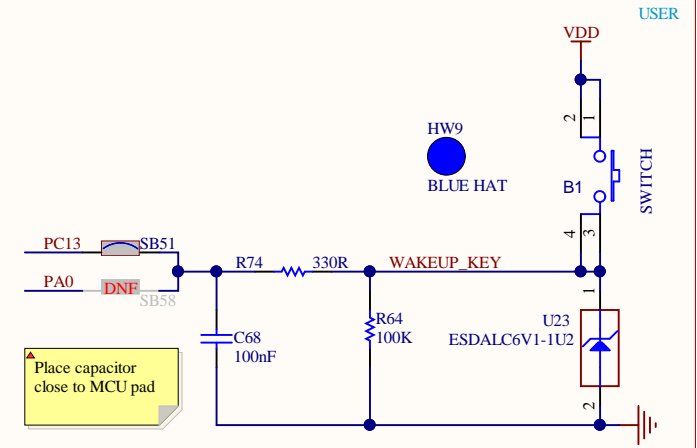 USER
VDD
2
1
HW9
BLUE HAT
B1
SWITCH
4
3
PC13
SB51
PA0
DNF
SB58
R74
330R
WAKEUP_KEY
1
C68
100nF
R64
100K
U23
ESDALC6V1-1U2
2
Place capacitor
close to MCU pad